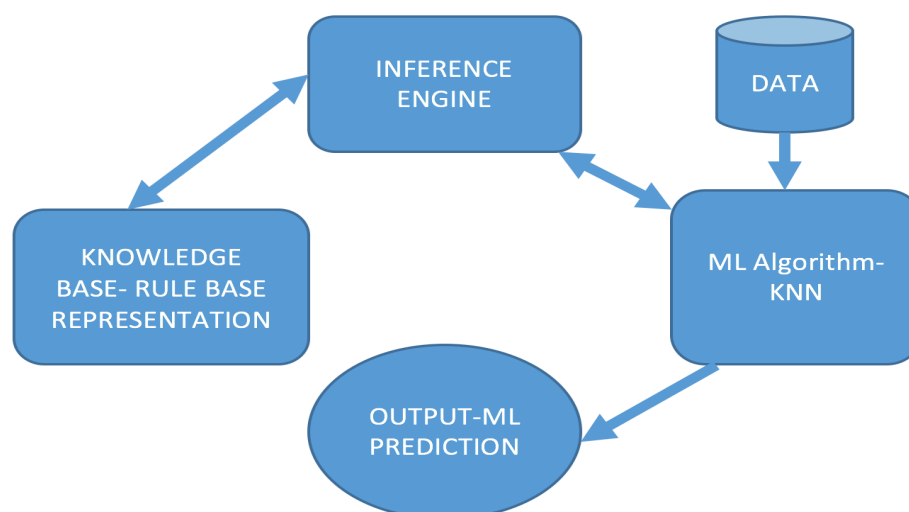 INFERENCE
ENGINE
DATA
KNOWLEDGE
BASE- RULE BASE
REPRESENTATION
ML Algorithm-
KNN
OUTPUT-ML
PREDICTION